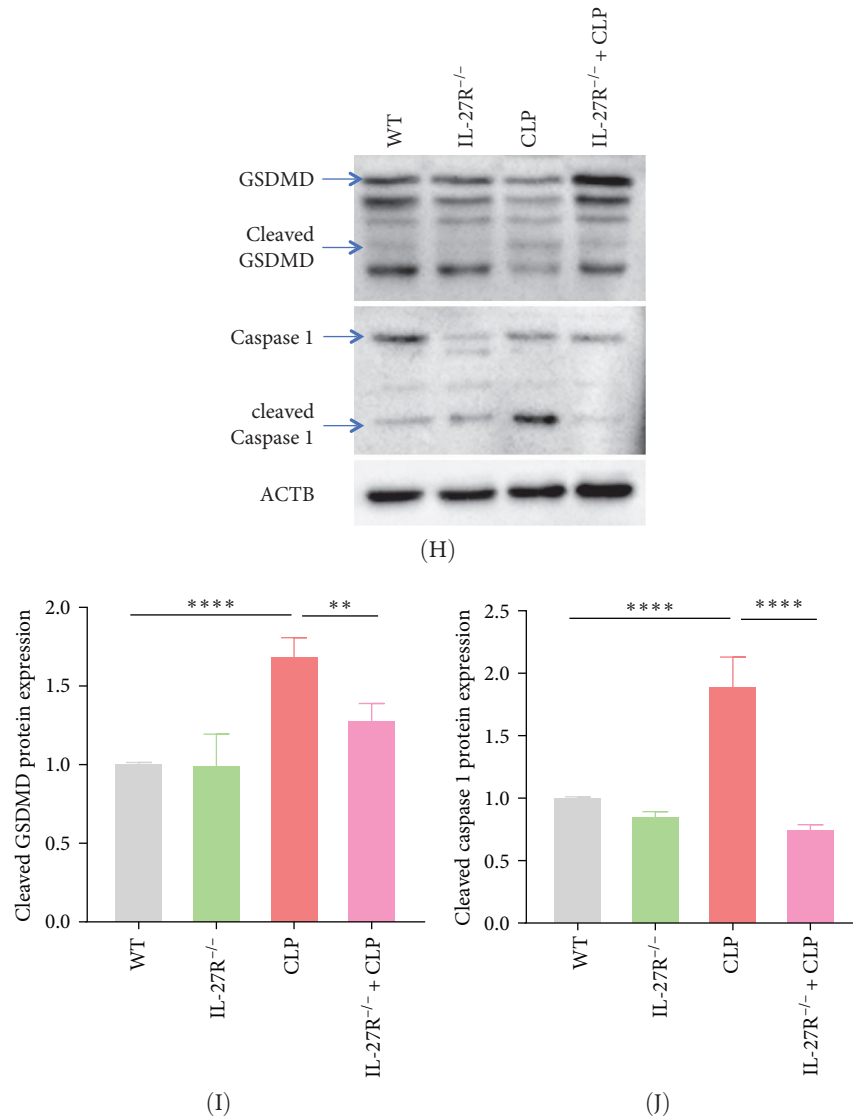 WT
IL-27R−/−
CLP
IL-27R−/− + CLP
GSDMD
Cleaved
GSDMD
Caspase 1
cleaved
Caspase 1
ACTB
(H)
Cleaved GSDMD protein expression
2.0
1.5
1.0
0.5
0.0
****
**
WT
IL-27R−/−
CLP
IL-27R−/− + CLP
(I)
Cleaved caspase 1 protein expression
2.5
2.0
1.5
1.0
0.5
0.0
****
****
WT
IL-27R−/−
CLP
IL-27R−/− + CLP
(J)